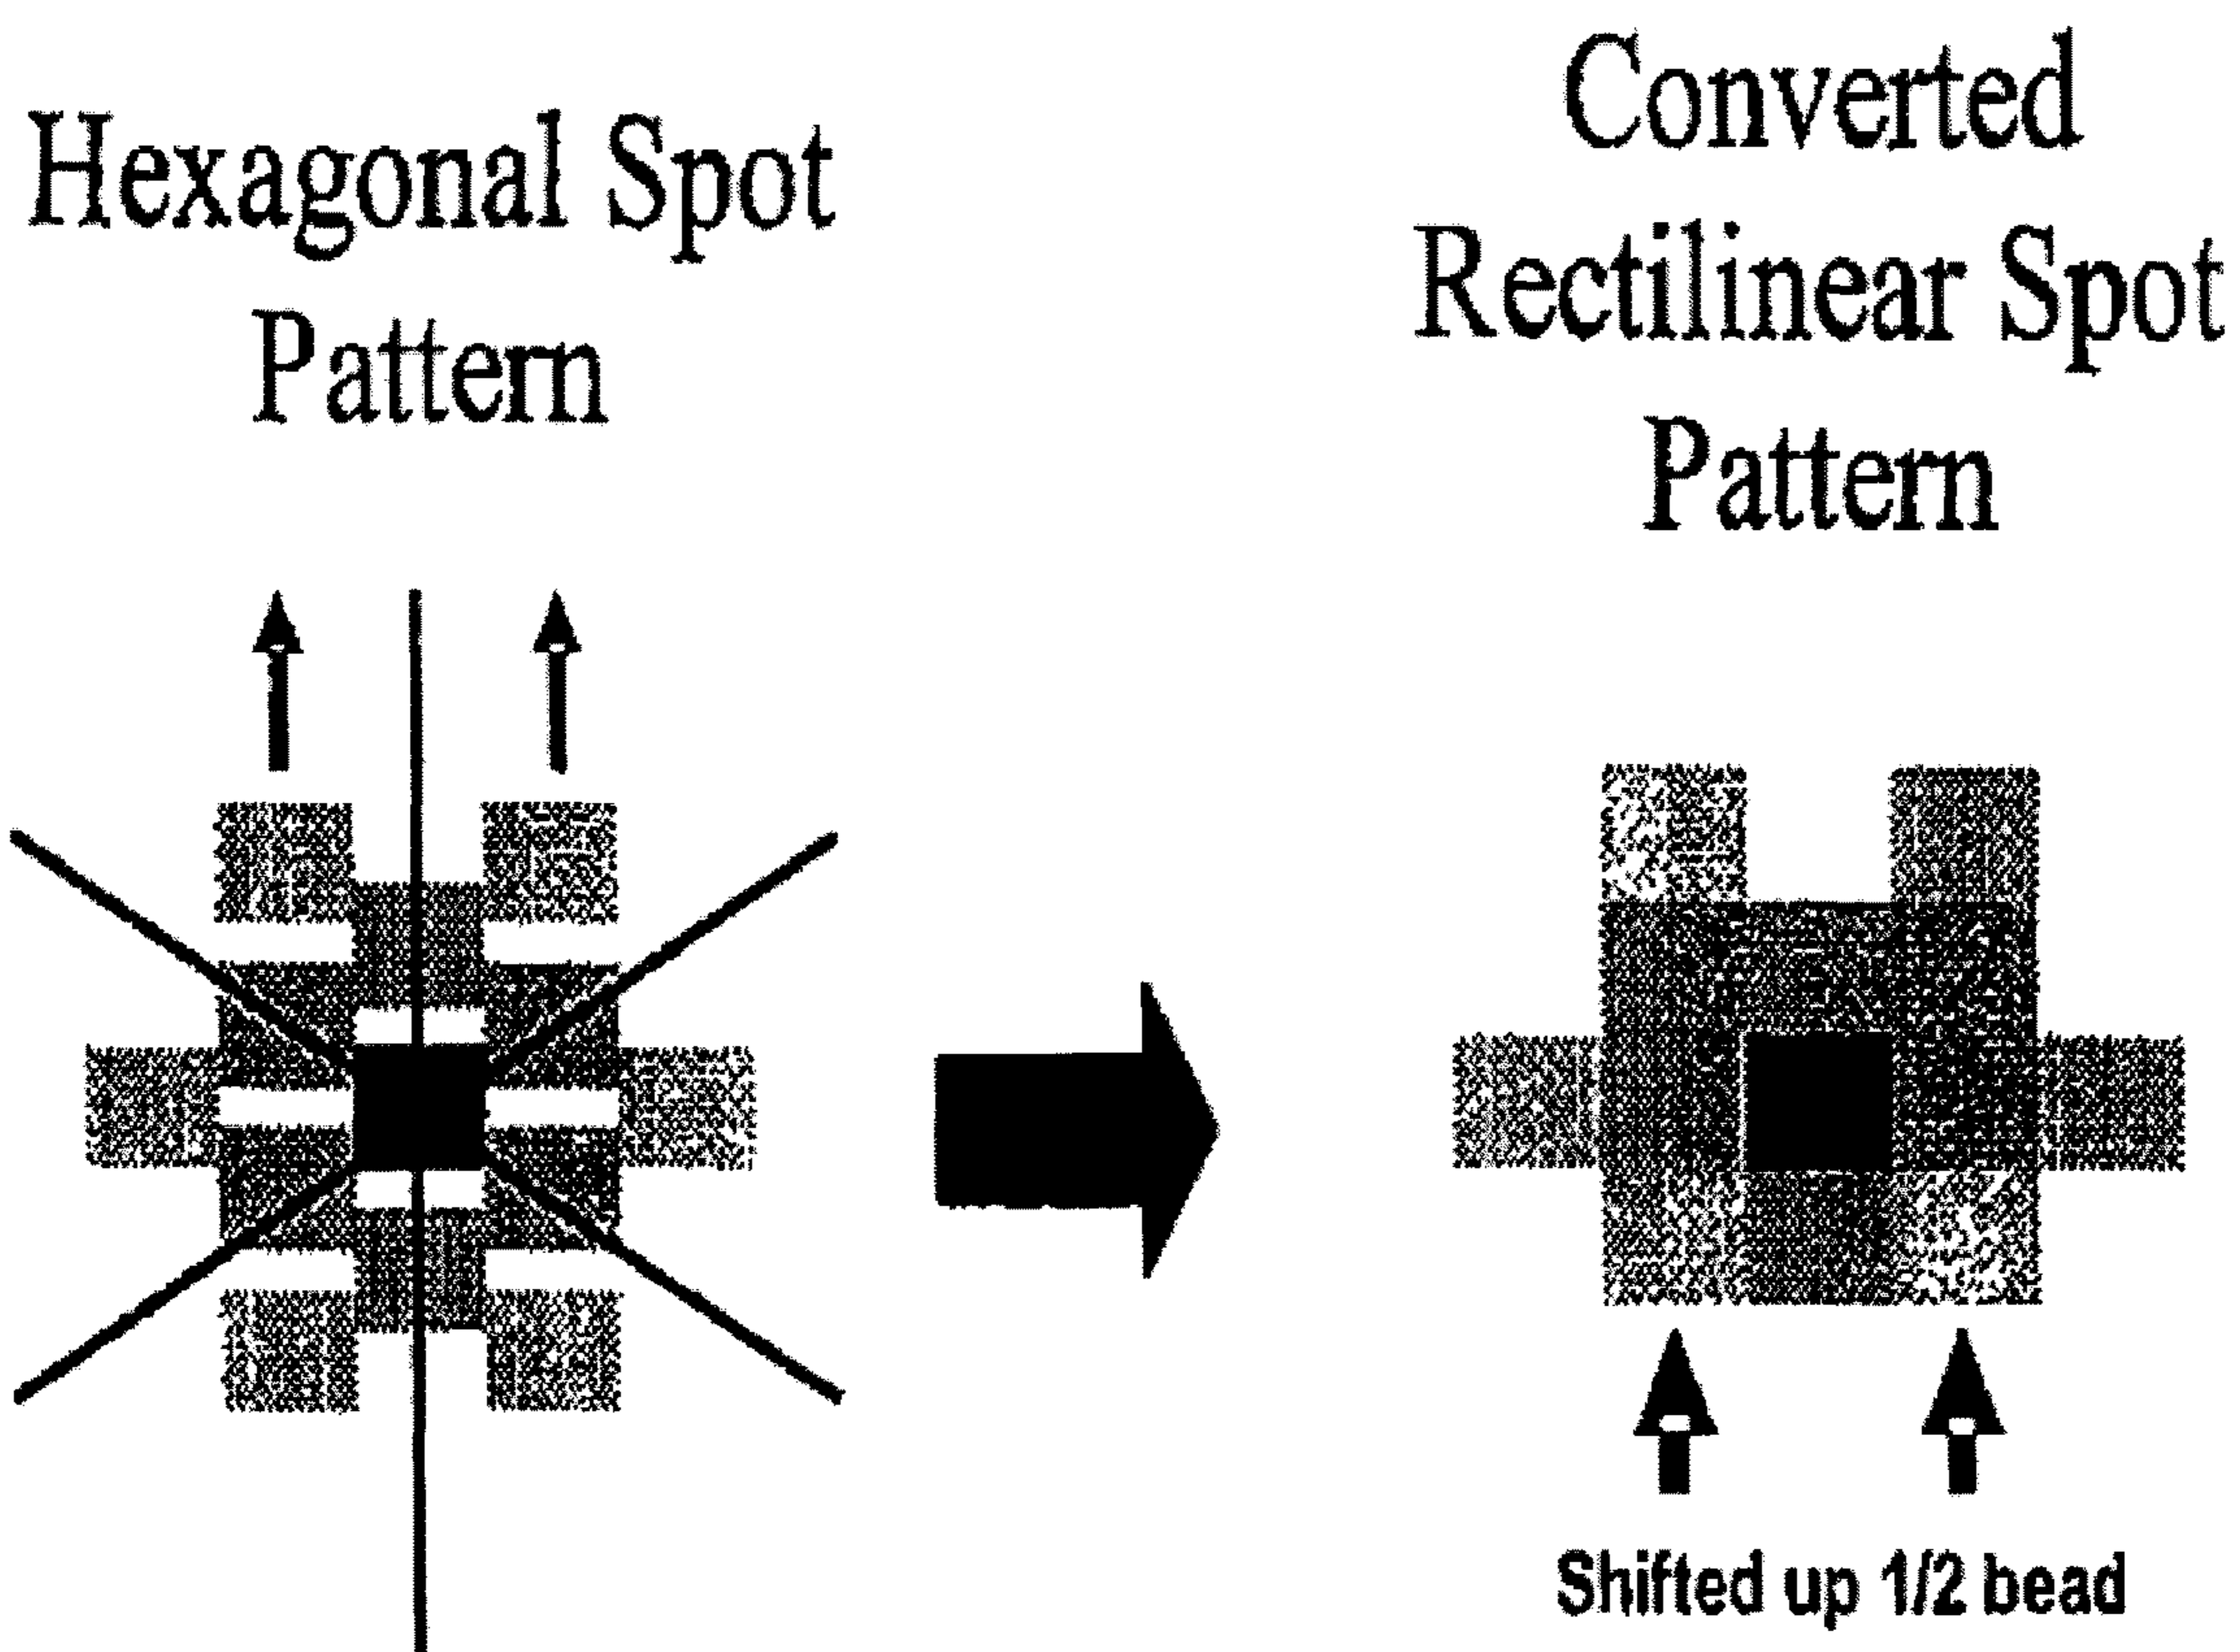 Hexagonal Spot
Pattern
Converted
Rectilinear Spot
Pattern
Shifted up 1/2 bead